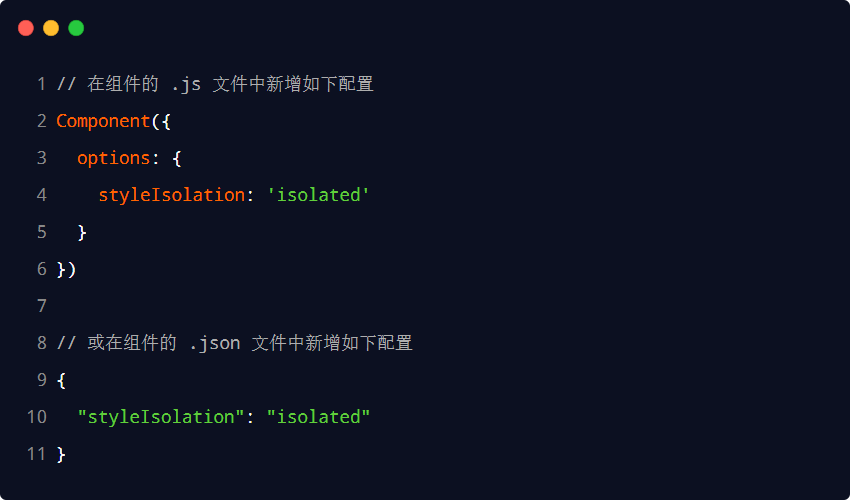 1 // 在组件的 .js 文件中新增如下配置
2 Component({
3   options: {
4     styleIsolation: 'isolated'
5   }
6 })
7
8 // 或在组件的 .json 文件中新增如下配置
9 {
10   "styleIsolation": "isolated"
11 }